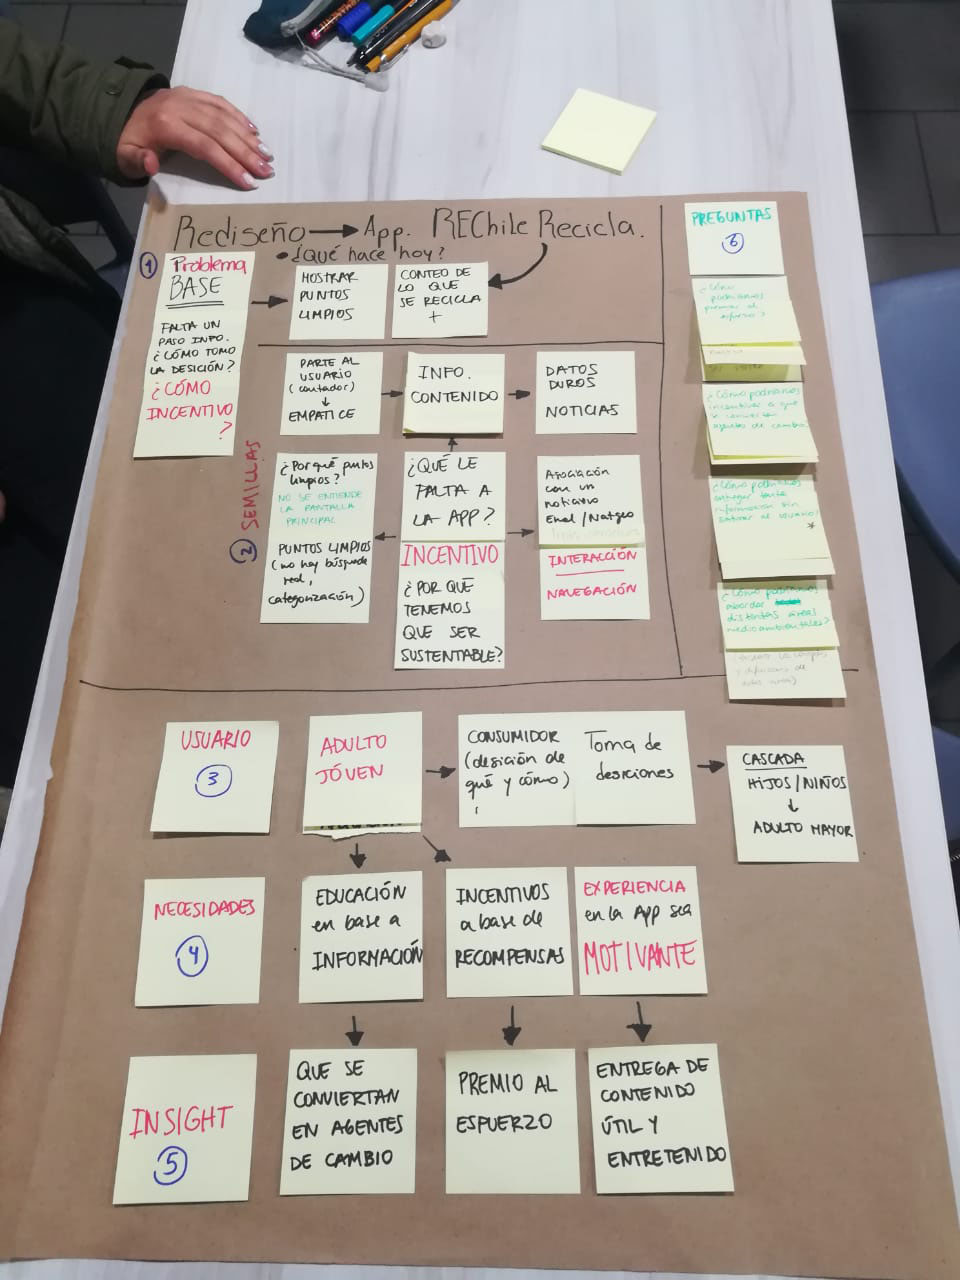 Rediseño → App. REChile Recicla.
• ¿Qué hace hoy?
1
Problema
BASE
FALTA UN
PASO INFO.
¿CÓMO TOMO
LA DESICIÓN?
¿CÓMO
INCENTIVO
?
MOSTRAR
PUNTOS
LIMPIOS
CONTEO DE
LO QUE
SE RECICLA
+
2
SEMILLAS
PARTE AL
USUARIO
(contador)
↓
EMPATICE
INFO.
CONTENIDO
DATOS
DUROS
NOTICIAS
¿Por qué puntos
limpios?
NO SE ENTIENDE
LA PANTALLA
PRINCIPAL
PUNTOS LIMPIOS
(no hay búsqueda
real,
categorización)
¿QUÉ LE
FALTA A
LA APP?
INCENTIVO
¿POR QUÉ
TENEMOS
QUE SER
SUSTENTABLE?
Asociación
con un
noticiero
Enel/Natgeo
INTERACCIÓN
NAVEGACIÓN
PREGUNTAS
6
¿Cómo
podríamos
premiar el
esfuerzo?
¿Cómo podríamos
incentivar a que
se conviertan
agentes de cambio
¿Cómo podríamos
entregar tanta
información sin
saturar al usuario?
*
¿Cómo podríamos
abordar
distintas áreas
medioambientales?
USUARIO
3
ADULTO
JÓVEN
CONSUMIDOR
(desición de
qué y cómo)
Toma de
desiciones
CASCADA
HIJOS/NIÑOS
↓
ADULTO MAYOR
NECESIDADES
4
EDUCACIÓN
en base a
INFORMACIÓN
INCENTIVOS
a base de
RECOMPENSAS
EXPERIENCIA
en la App sea
MOTIVANTE
INSIGHT
5
QUE SE
CONVIERTAN
EN AGENTES
DE CAMBIO
PREMIO AL
ESFUERZO
ENTREGA DE
CONTENIDO
ÚTIL Y
ENTRETENIDO